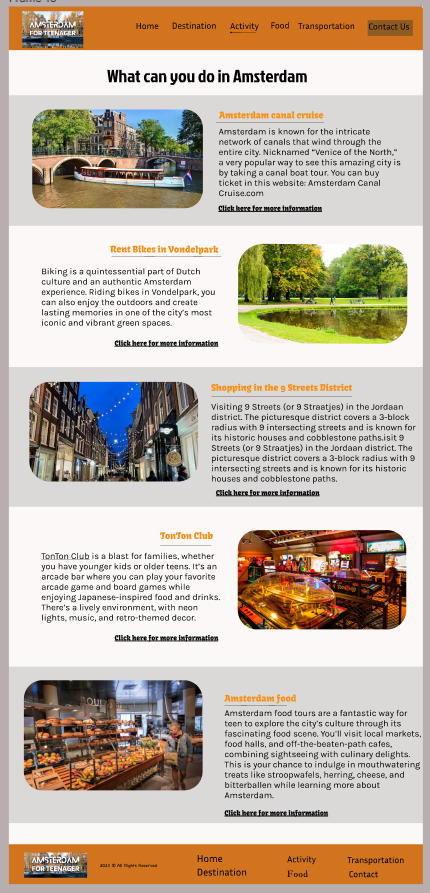 AMSTERDAM
FOR TEENAGER
Home Destination Activity Food Transportation Contact Us
What can you do in Amsterdam
Amsterdam canal cruise
Amsterdam is known for the intricate
network of canals that wind through the
entire city. Nicknamed “Venice of the North,”
a very popular way to see this amazing city is
by taking a canal boat tour. You can buy
ticket in this website: Amsterdam Canal
Cruise.com
Click here for more information
Rent Bikes in Vondelpark
Biking is a quintessential part of Dutch
culture and an authentic Amsterdam
experience. Riding bikes in Vondelpark, you
can also enjoy the outdoors and create
lasting memories in one of the city’s most
iconic and vibrant green spaces.
Click here for more information
Shopping in the 9 Streets District
Visiting 9 Streets (or 9 Straatjes) in the Jordaan
district. The picturesque district covers a 3-block
radius with 9 intersecting streets and is known for
its historic houses and cobblestone paths.isit 9
Streets (or 9 Straatjes) in the Jordaan district. The
picturesque district covers a 3-block radius with 9
intersecting streets and is known for its historic
houses and cobblestone paths.
Click here for more information
TonTon Club
TonTon Club is a blast for families, whether
you have younger kids or older teens. It’s an
arcade bar where you can play your favorite
arcade game and board games while
enjoying Japanese-inspired food and drinks.
There’s a lively environment, with neon
lights, music, and retro-themed decor.
Click here for more information
Amsterdam food
Amsterdam food tours are a fantastic way for
teen to explore the city’s culture through its
fascinating food scene. You’ll visit local markets,
food halls, and off-the-beaten-path cafes,
combining sightseeing with culinary delights.
This is your chance to indulge in mouthwatering
treats like stroopwafels, herring, cheese, and
bitterballen while learning more about
Amsterdam.
Click here for more information
AMSTERDAM
FOR TEENAGER
2023 © All Rights Reserved
Home Activity Transportation
Destination Food Contact